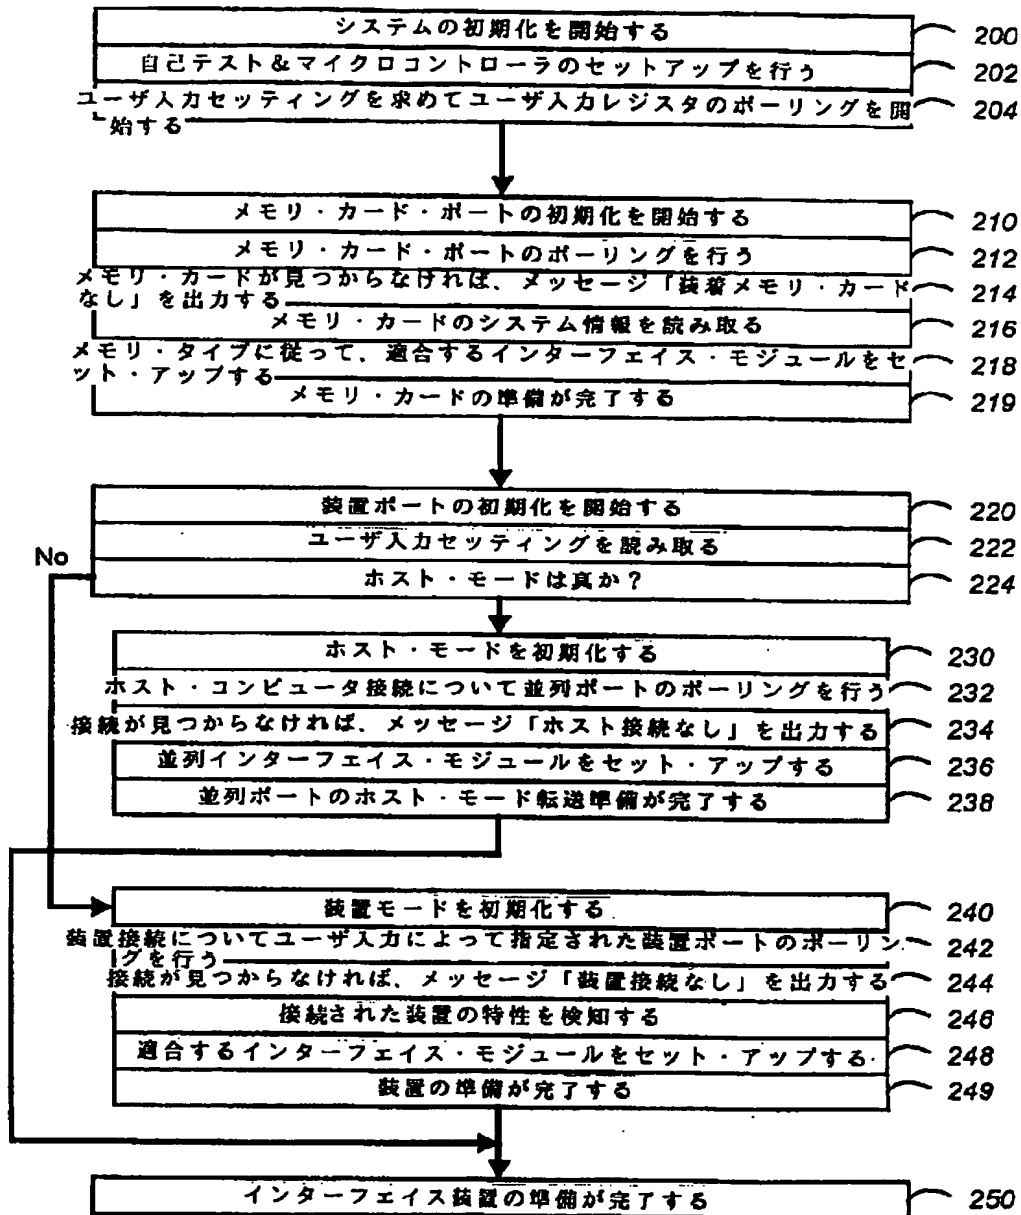 システムの初期化を開始する 200
自己テスト&マイクロコントローラのセットアップを行う 202
ユーザ入力セッティングを求めてユーザ入力レジスタのポーリングを開 204
始する
メモリ・カード・ポートの初期化を開始する 210
メモリ・カード・ポートのポーリングを行う 212
メモリ・カードが見つからなければ、メッセージ「装着メモリ・カード 214
なし」を出力する
メモリ・カードのシステム情報を読み取る 216
メモリ・タイプに従って、適合するインターフェイス・モジュールをセ 218
ット・アップする
メモリ・カードの準備が完了する 219
装置ポートの初期化を開始する 220
ユーザ入力セッティングを読み取る 222
No
ホスト・モードは真か? 224
ホスト・モードを初期化する 230
ホスト・コンピュータ接続について並列ポートのポーリングを行う 232
接続が見つからなければ、メッセージ「ホスト接続なし」を出力する 234
並列インターフェイス・モジュールをセット・アップする 236
並列ポートのホスト・モード転送準備が完了する 238
装置モードを初期化する 240
装置接続についてユーザ入力によって指定された装置ポートのポーリン 242
グを行う
接続が見つからなければ、メッセージ「装置接続なし」を出力する 244
接続された装置の特性を検知する 246
適合するインターフェイス・モジュールをセット・アップする 248
装置の準備が完了する 249
インターフェイス装置の準備が完了する 250